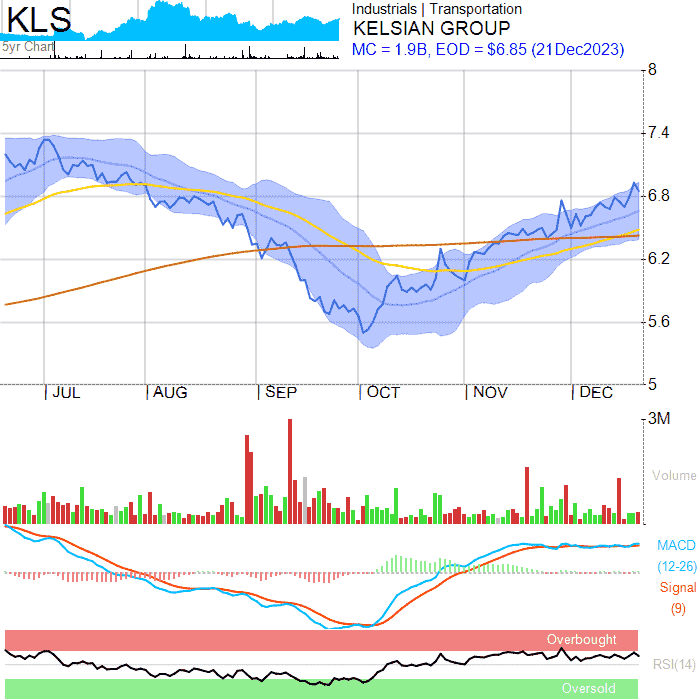 KLS
5yr Chart
Industrials | Transportation
KELSIAN GROUP
MC = 1.9B, EOD = $6.85 (21Dec2023)
8
7.4
6.8
6.2
5.6
5
JUL
AUG
SEP
OCT
NOV
DEC
3M
Volume
MACD
(12-26)
Signal
(9)
Overbought
RSI(14)
Oversold